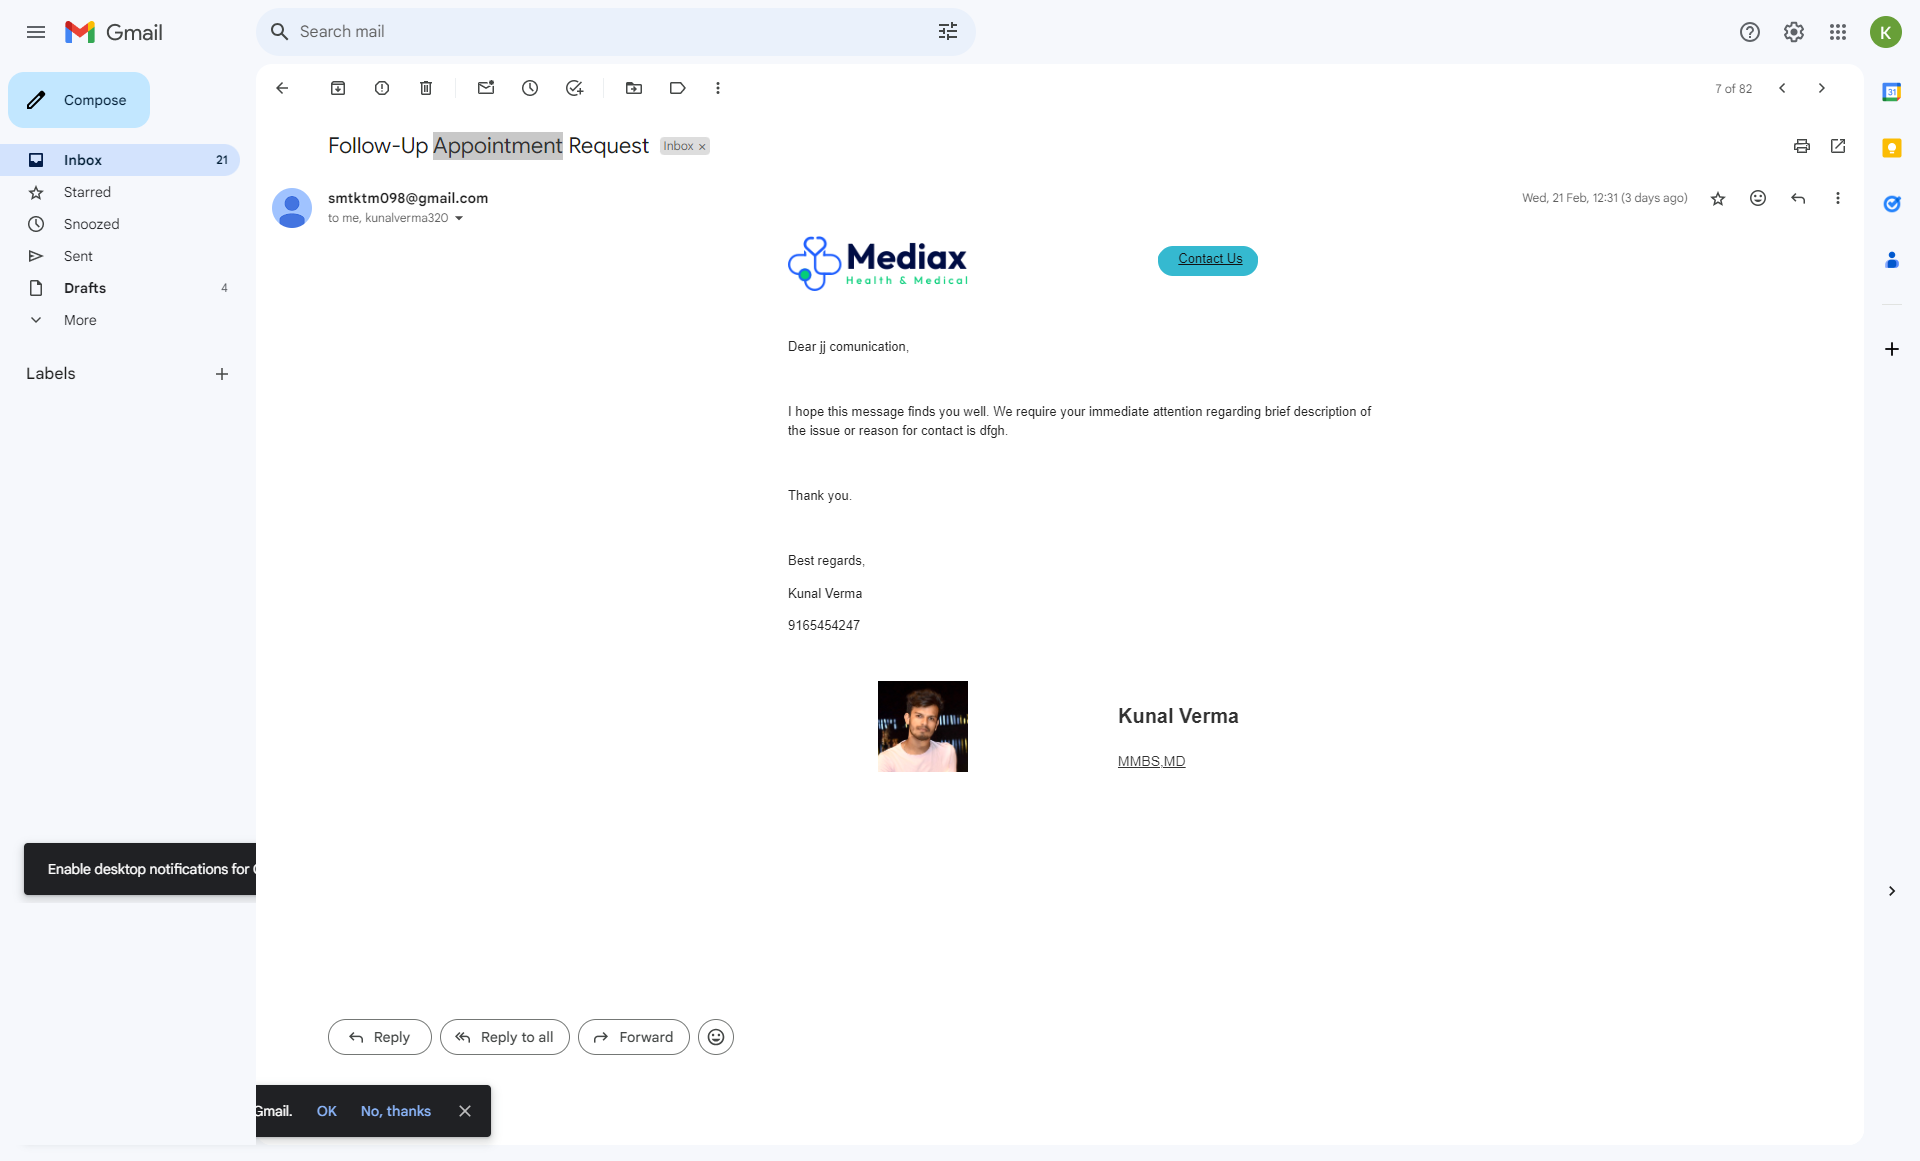 Gmail
Search mail
K
Compose
7 of 82
31
Inbox 21
Starred
Snoozed
Sent
Drafts 4
More
Labels
Follow-Up Appointment Request Inbox ×
smtktm098@gmail.com
to me, kunalverma320
Wed, 21 Feb, 12:31 (3 days ago)
Mediax
Health & Medical
Contact Us
Dear jj comunication,
I hope this message finds you well. We require your immediate attention regarding brief description of
the issue or reason for contact is dfgh.
Thank you.
Best regards,
Kunal Verma
9165454247
Kunal Verma
MMBS,MD
Enable desktop notifications for
Reply
Reply to all
Forward
Gmail. OK No, thanks